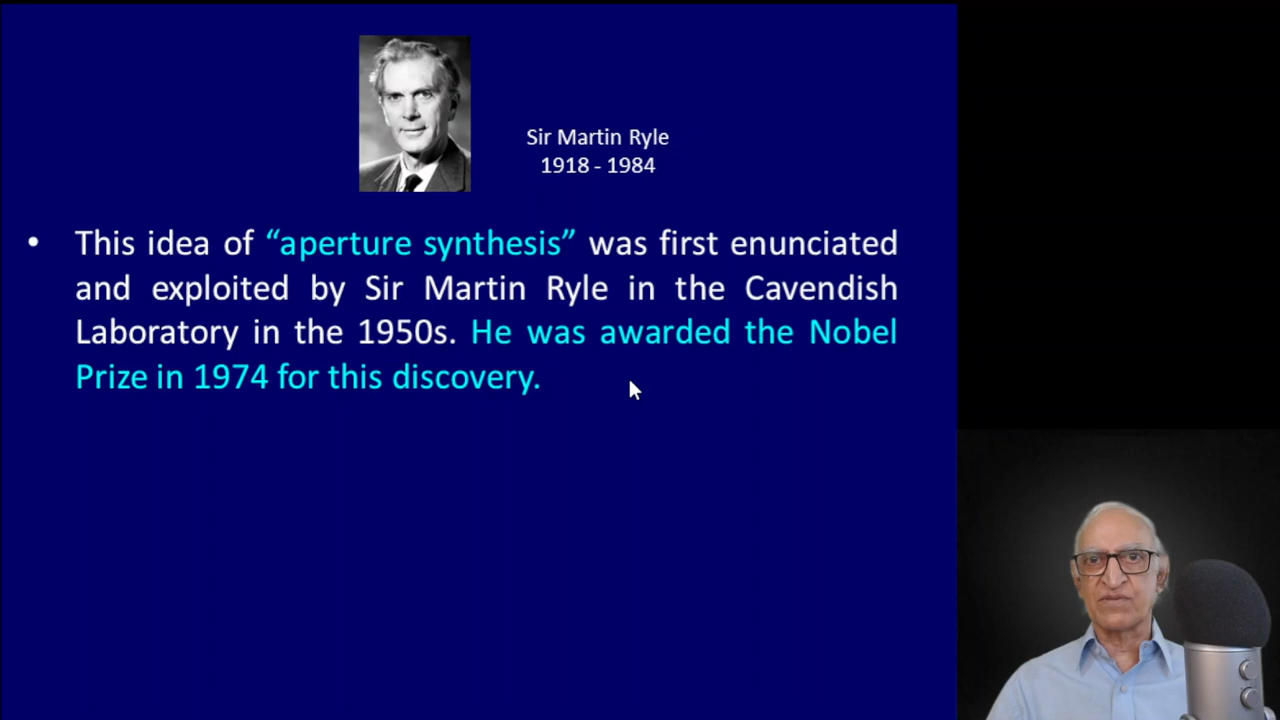 Sir Martin Ryle
1918 - 1984
• This idea of “aperture synthesis” was first enunciated
and exploited by Sir Martin Ryle in the Cavendish
Laboratory in the 1950s. He was awarded the Nobel
Prize in 1974 for this discovery.